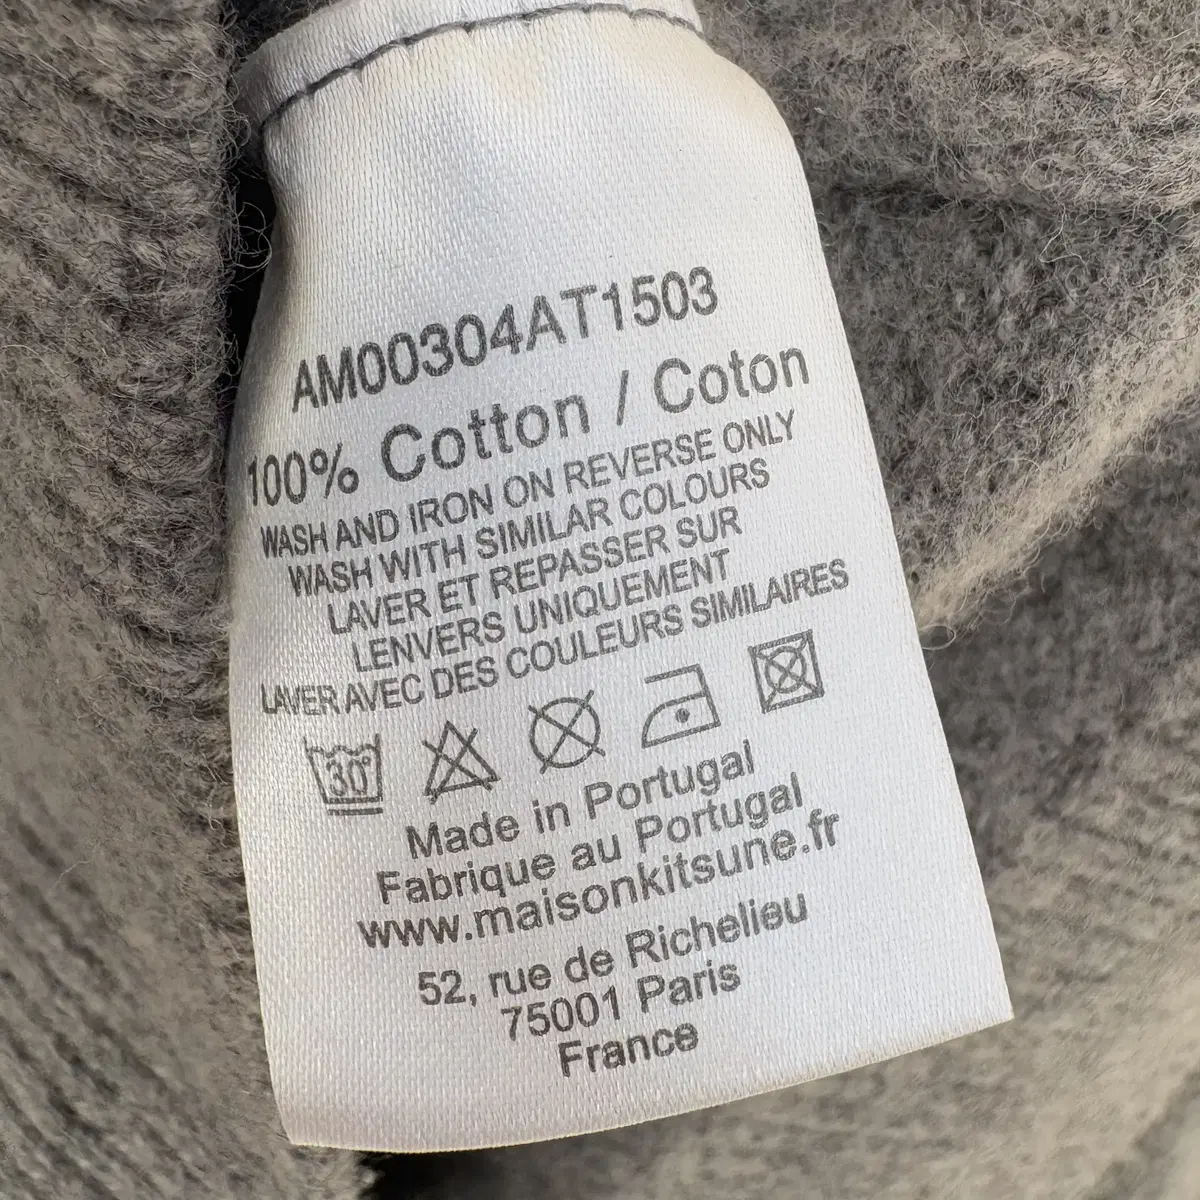 AM00304AT1503
100% Cotton / Coton
WASH AND IRON ON REVERSE ONLY
WASH WITH SIMILAR COLOURS
LAVER ET REPASSER SUR
LENVERS UNIQUEMENT
LAVER AVEC DES COULEURS SIMILAIRES
30°
Made in Portugal
Fabrique au Portugal
www.maisonkitsune.fr
52, rue de Richelieu
75001 Paris
France